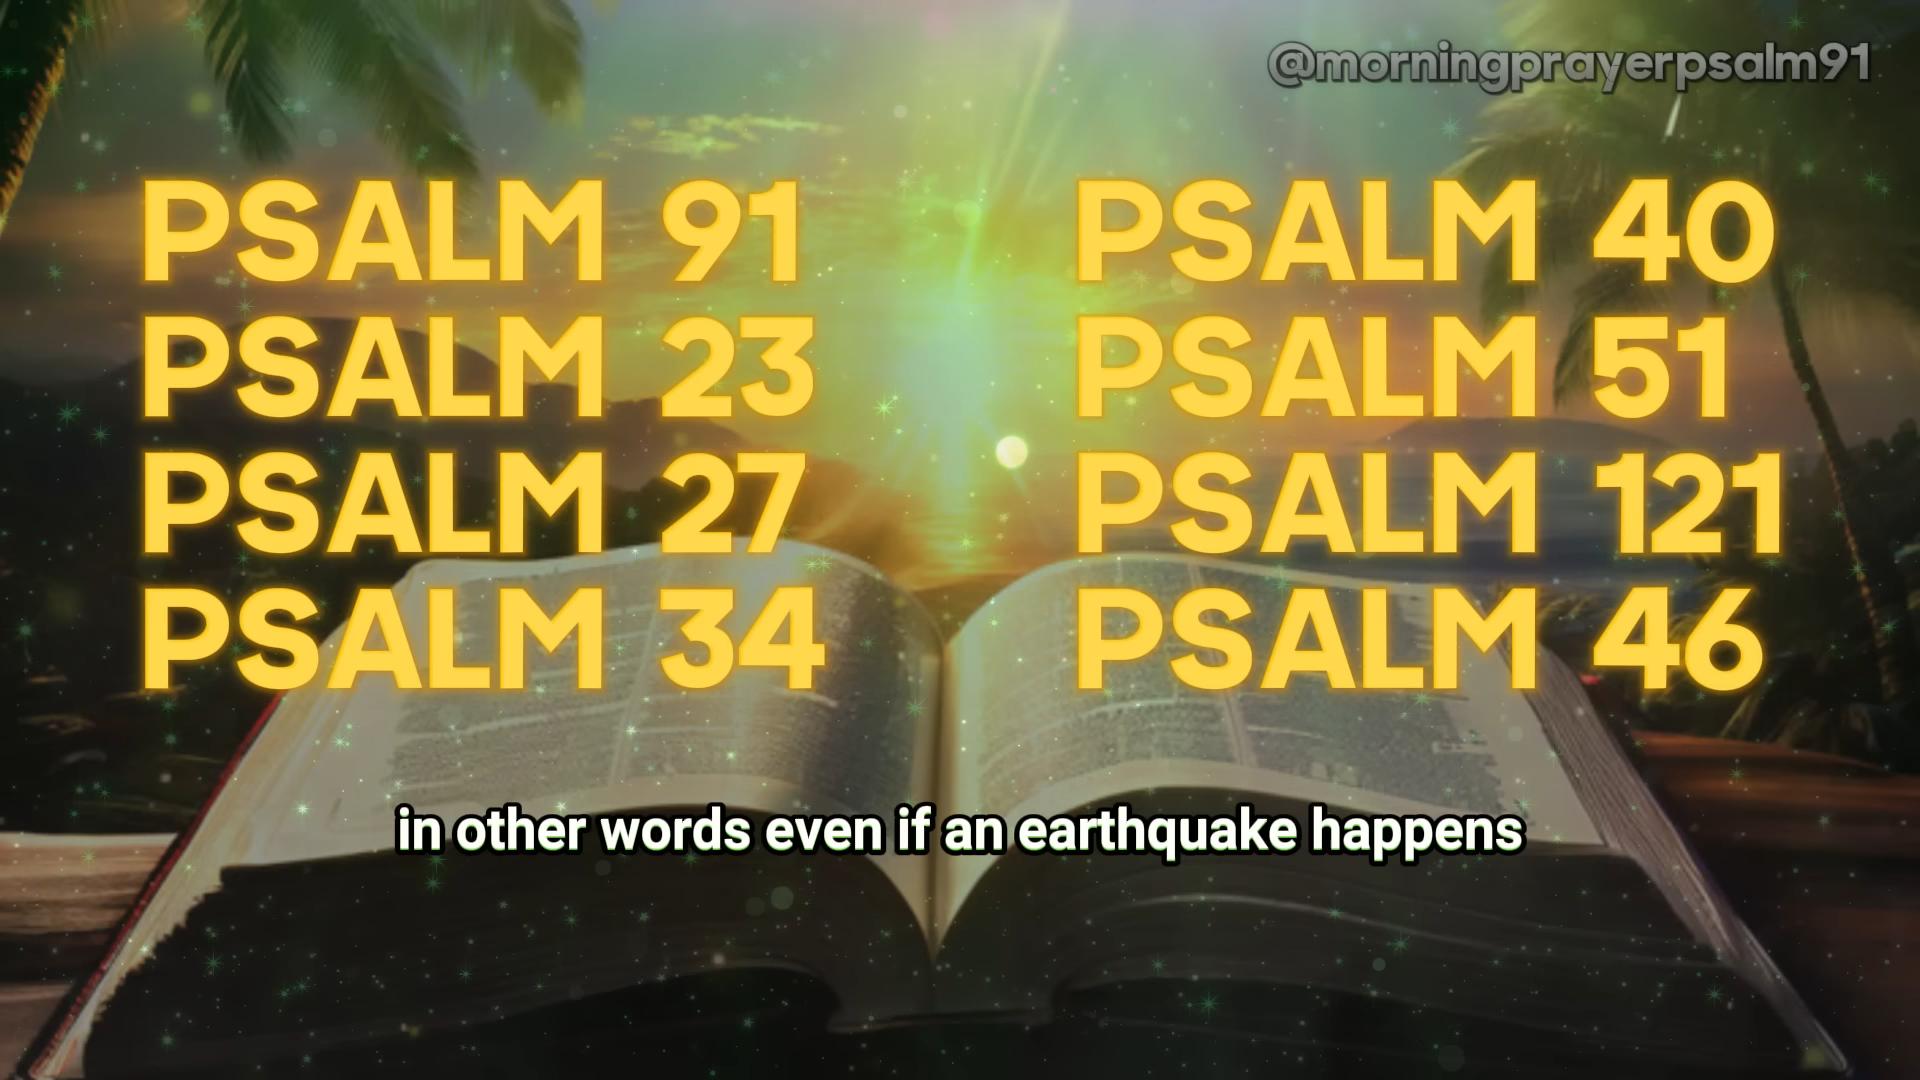 @morningprayerpsalm91
PSALM 91
PSALM 23
PSALM 27
PSALM 34
PSALM 40
PSALM 51
PSALM 121
PSALM 46
in other words even if an earthquake happens